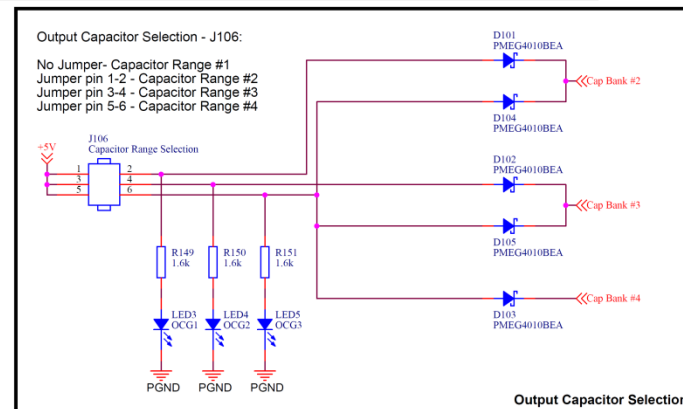 Output Capacitor Selection - J106:
No Jumper- Capacitor Range #1
Jumper pin 1-2 - Capacitor Range #2
Jumper pin 3-4 - Capacitor Range #3
Jumper pin 5-6 - Capacitor Range #4
D101
PMEG4010BEA
Cap Bank #2
D104
PMEG4010BEA
+5V
J106
Capacitor Range Selection
1 2
3 4
5 6
D102
PMEG4010BEA
Cap Bank #3
D105
PMEG4010BEA
R149
1.6k
R150
1.6k
R151
1.6k
Cap Bank #4
D103
PMEG4010BEA
LED3
OCG1
LED4
OCG2
LED5
OCG3
PGND PGND PGND
Output Capacitor Selection